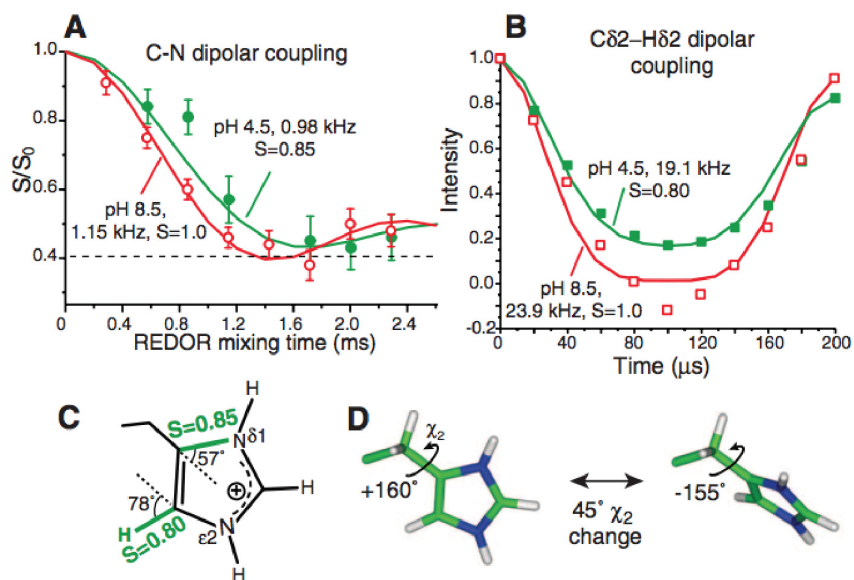 A
C-N dipolar coupling
1.0
0.8
0.6
0.4
S/S₀
pH 4.5, 0.98 kHz
S=0.85
pH 8.5,
1.15 kHz, S=1.0
0 0.4 0.8 1.2 1.6 2.0 2.4
REDOR mixing time (ms)
B
Cδ2–Hδ2 dipolar
coupling
1.0
0.8
0.6
0.4
0.2
0.0
-0.2
Intensity
pH 4.5, 19.1 kHz
S=0.80
pH 8.5,
23.9 kHz, S=1.0
0 40 80 120 160 200
Time (μs)
C
H
S=0.85
N δ1
57°
78°
⊕
H
H
S=0.80
ε2 N
H
D
χ₂
+160°
45° χ₂
change
χ₂
-155°